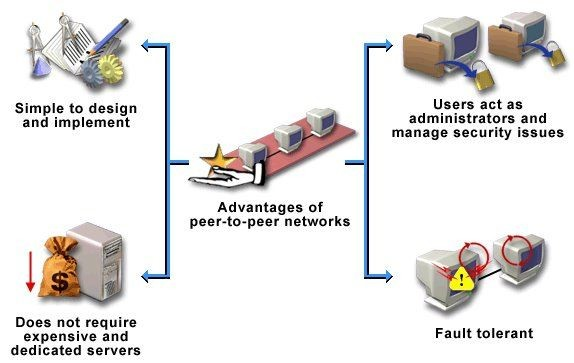 Simple to design
and implement
Users act as
administrators and
manage security issues
Advantages of
peer-to-peer networks
$
!
Does not require
expensive and
dedicated servers
Fault tolerant